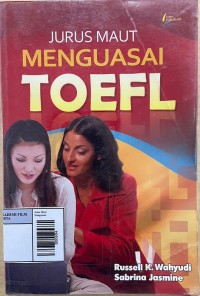 JURUS MAUT
MENGUASAI
TOEFL
Russell K. Wahyudi
Sabrina Jasmine